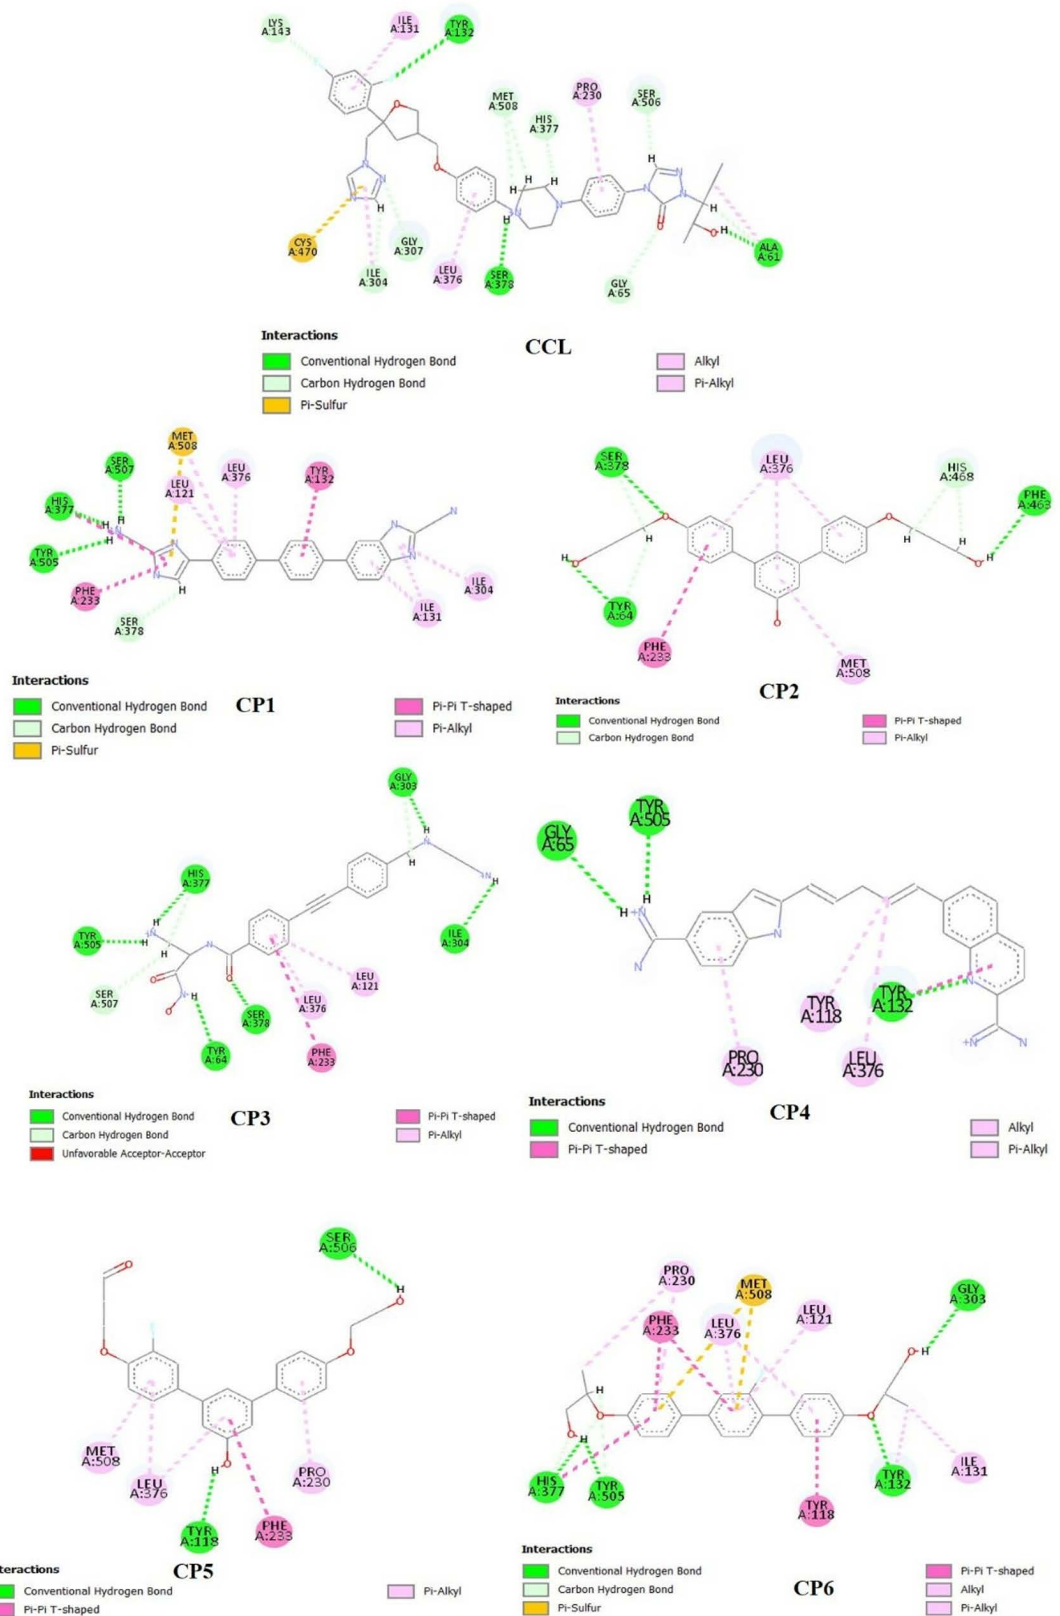 LYS
A:143
ILE
A:131
TYR
A:132
MET
A:508
HIS
A:377
PRO
A:230
SER
A:506
CYS
A:470
ILE
A:304
GLY
A:307
LEU
A:376
SER
A:378
GLY
A:65
ALA
A:61
O
N
N
N
H
O
N
H
H
H
N
N
H
N
N
O
H
O
H
Interactions
CCL
Conventional Hydrogen Bond
Carbon Hydrogen Bond
Pi-Sulfur
Alkyl
Pi-Alkyl
MET
A:508
SER
A:507
LEU
A:121
LEU
A:376
TYR
A:132
HIS
A:377
TYR
A:505
PHE
A:233
SER
A:378
ILE
A:304
ILE
A:131
H
H
H
N
N
N
H
N
N
N
Interactions
CP1
Conventional Hydrogen Bond
Carbon Hydrogen Bond
Pi-Sulfur
Pi-Pi T-shaped
Pi-Alkyl
SER
A:378
LEU
A:376
HIS
A:468
PHE
A:463
TYR
A:64
PHE
A:233
MET
A:508
O
H
H
O
O
O
H
H
O
H
CP2
Interactions
Conventional Hydrogen Bond
Carbon Hydrogen Bond
Pi-Pi T-shaped
Pi-Alkyl
GLY
A:303
HIS
A:377
TYR
A:505
ILE
A:304
LEU
A:121
SER
A:507
LEU
A:376
SER
A:378
TYR
A:64
PHE
A:233
H
N
H
N
H
H
N
H
H
N
O
O
N
H
O
Interactions
CP3
Conventional Hydrogen Bond
Carbon Hydrogen Bond
Unfavorable Acceptor-Acceptor
Pi-Pi T-shaped
Pi-Alkyl
TYR
A:505
GLY
A:65
TYR
A:118
TYR
A:132
PRO
A:230
LEU
A:376
H
H
+N
N
N
N
+N
N
Interactions
CP4
Conventional Hydrogen Bond
Pi-Pi T-shaped
Alkyl
Pi-Alkyl
SER
A:506
MET
A:508
LEU
A:376
PRO
A:230
TYR
A:118
PHE
A:233
O
H
O
O
O
H
O
CP5
teractions
Conventional Hydrogen Bond
Pi-Pi T-shaped
Pi-Alkyl
PRO
A:230
MET
A:508
GLY
A:303
PHE
A:233
LEU
A:376
LEU
A:121
HIS
A:377
TYR
A:505
TYR
A:132
ILE
A:131
TYR
A:118
O
H
H
O
O
H
O
Interactions
CP6
Conventional Hydrogen Bond
Carbon Hydrogen Bond
Pi-Sulfur
Pi-Pi T-shaped
Alkyl
Pi-Alkyl